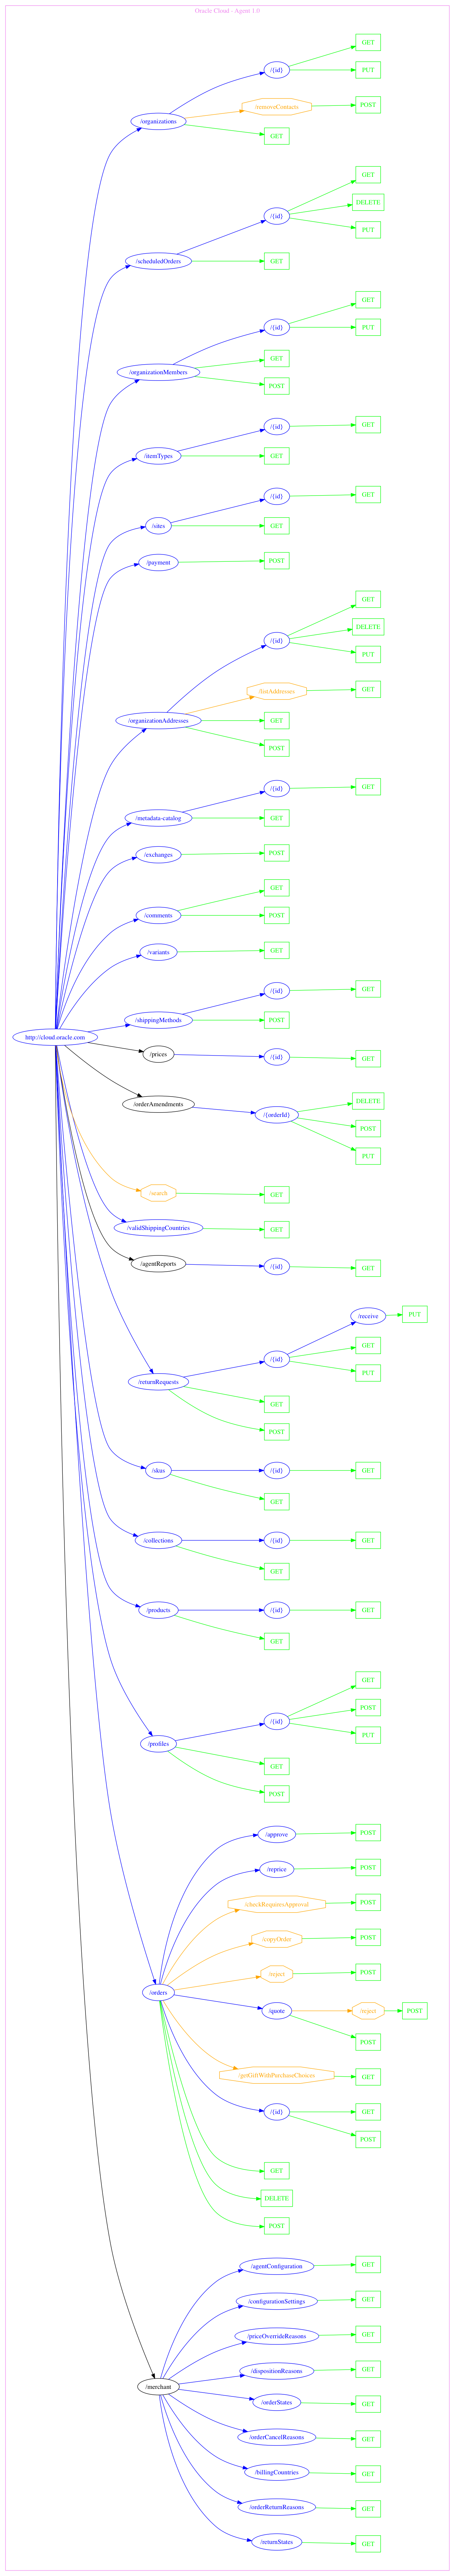 Oracle Cloud - Agent 1.0
GET
/{id}
PUT
/removeContacts
POST
/organizations
GET
GET
DELETE
/{id}
PUT
/scheduledOrders
GET
GET
/{id}
PUT
GET
/organizationMembers
POST
/{id}
GET
/itemTypes
GET
/{id}
GET
/sites
GET
/payment
POST
GET
DELETE
/{id}
PUT
/listAddresses
GET
/organizationAddresses
GET
POST
/{id}
GET
/metadata-catalog
GET
/exchanges
POST
GET
/comments
POST
/variants
GET
/{id}
GET
/shippingMethods
POST
http://cloud.oracle.com
/prices
/{id}
GET
DELETE
/orderAmendments
/{orderId}
POST
PUT
/search
GET
/validShippingCountries
GET
/agentReports
/{id}
GET
/receive
PUT
GET
/{id}
PUT
/returnRequests
GET
POST
/skus
/{id}
GET
GET
/collections
/{id}
GET
GET
/products
/{id}
GET
GET
GET
POST
/{id}
PUT
/profiles
GET
POST
/approve
POST
/reprice
POST
/checkRequiresApproval
POST
/copyOrder
POST
/reject
POST
/orders
/quote
/reject
POST
POST
/getGiftWithPurchaseChoices
GET
/{id}
GET
POST
GET
DELETE
POST
/agentConfiguration
GET
/configurationSettings
GET
/priceOverrideReasons
GET
/dispositionReasons
GET
/merchant
/orderStates
GET
/orderCancelReasons
GET
/billingCountries
GET
/orderReturnReasons
GET
/returnStates
GET